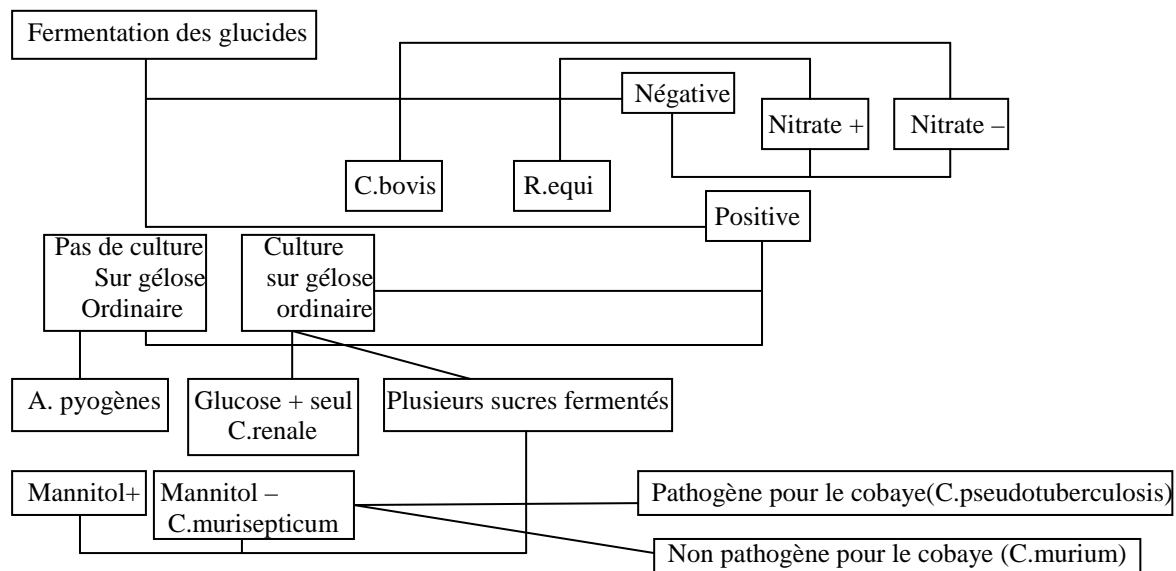 Fermentation des glucides
Négative
Nitrate +
Nitrate –
C.bovis
R.equi
Positive
Pas de culture
Sur gélose
Ordinaire
Culture
sur gélose
ordinaire
A. pyogènes
Glucose + seul
C.renale
Plusieurs sucres fermentés
Mannitol+
Mannitol –
C.murisepticum
Pathogène pour le cobaye(C.pseudotuberculosis)
Non pathogène pour le cobaye (C.murium)